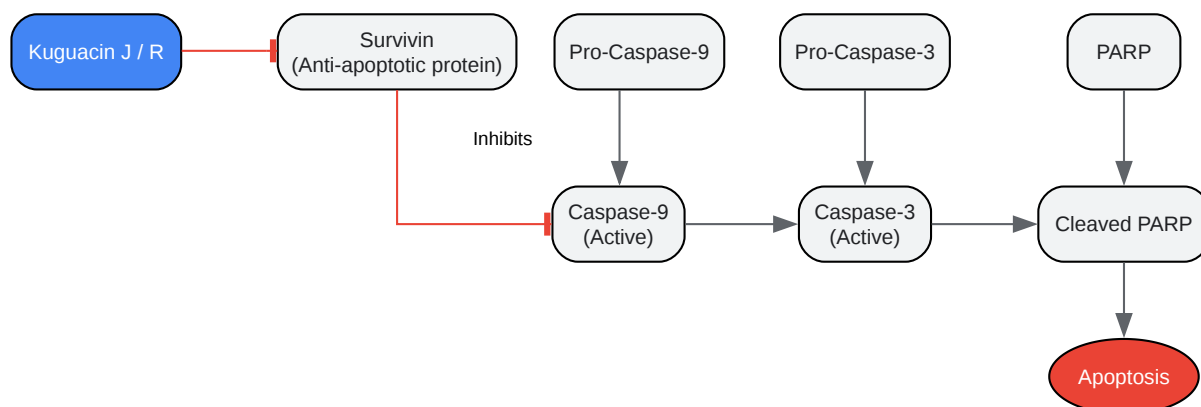 Kuguacin J / R
Survivin
(Anti-apoptotic protein)
Pro-Caspase-9
Pro-Caspase-3
PARP
Inhibits
Caspase-9
(Active)
Caspase-3
(Active)
Cleaved PARP
Apoptosis